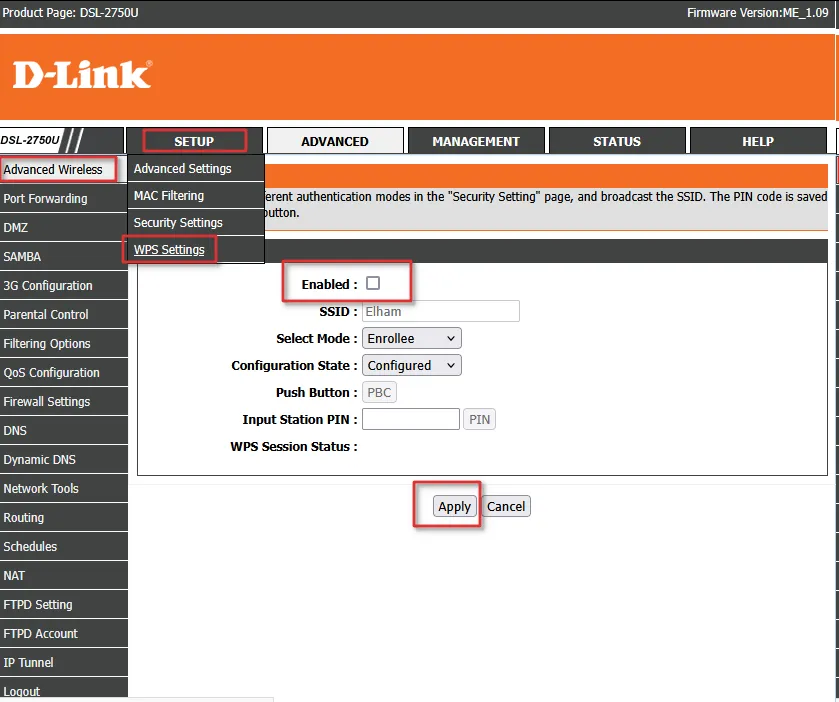 Product Page: DSL-2750U
Firmware Version:ME_1.09
D-Link®
DSL-2750U
SETUP
ADVANCED
MANAGEMENT
STATUS
HELP
Advanced Wireless
Port Forwarding
DMZ
SAMBA
3G Configuration
Parental Control
Filtering Options
QoS Configuration
Firewall Settings
DNS
Dynamic DNS
Network Tools
Routing
Schedules
NAT
FTPD Setting
FTPD Account
IP Tunnel
Logout
Advanced Settings
MAC Filtering
Security Settings
WPS Settings
erent authentication modes in the "Security Setting" page, and broadcast the SSID. The PIN code is saved
button.
Enabled :
SSID : Elham
Select Mode : Enrollee
Configuration State : Configured
Push Button : PBC
Input Station PIN : PIN
WPS Session Status :
Apply Cancel